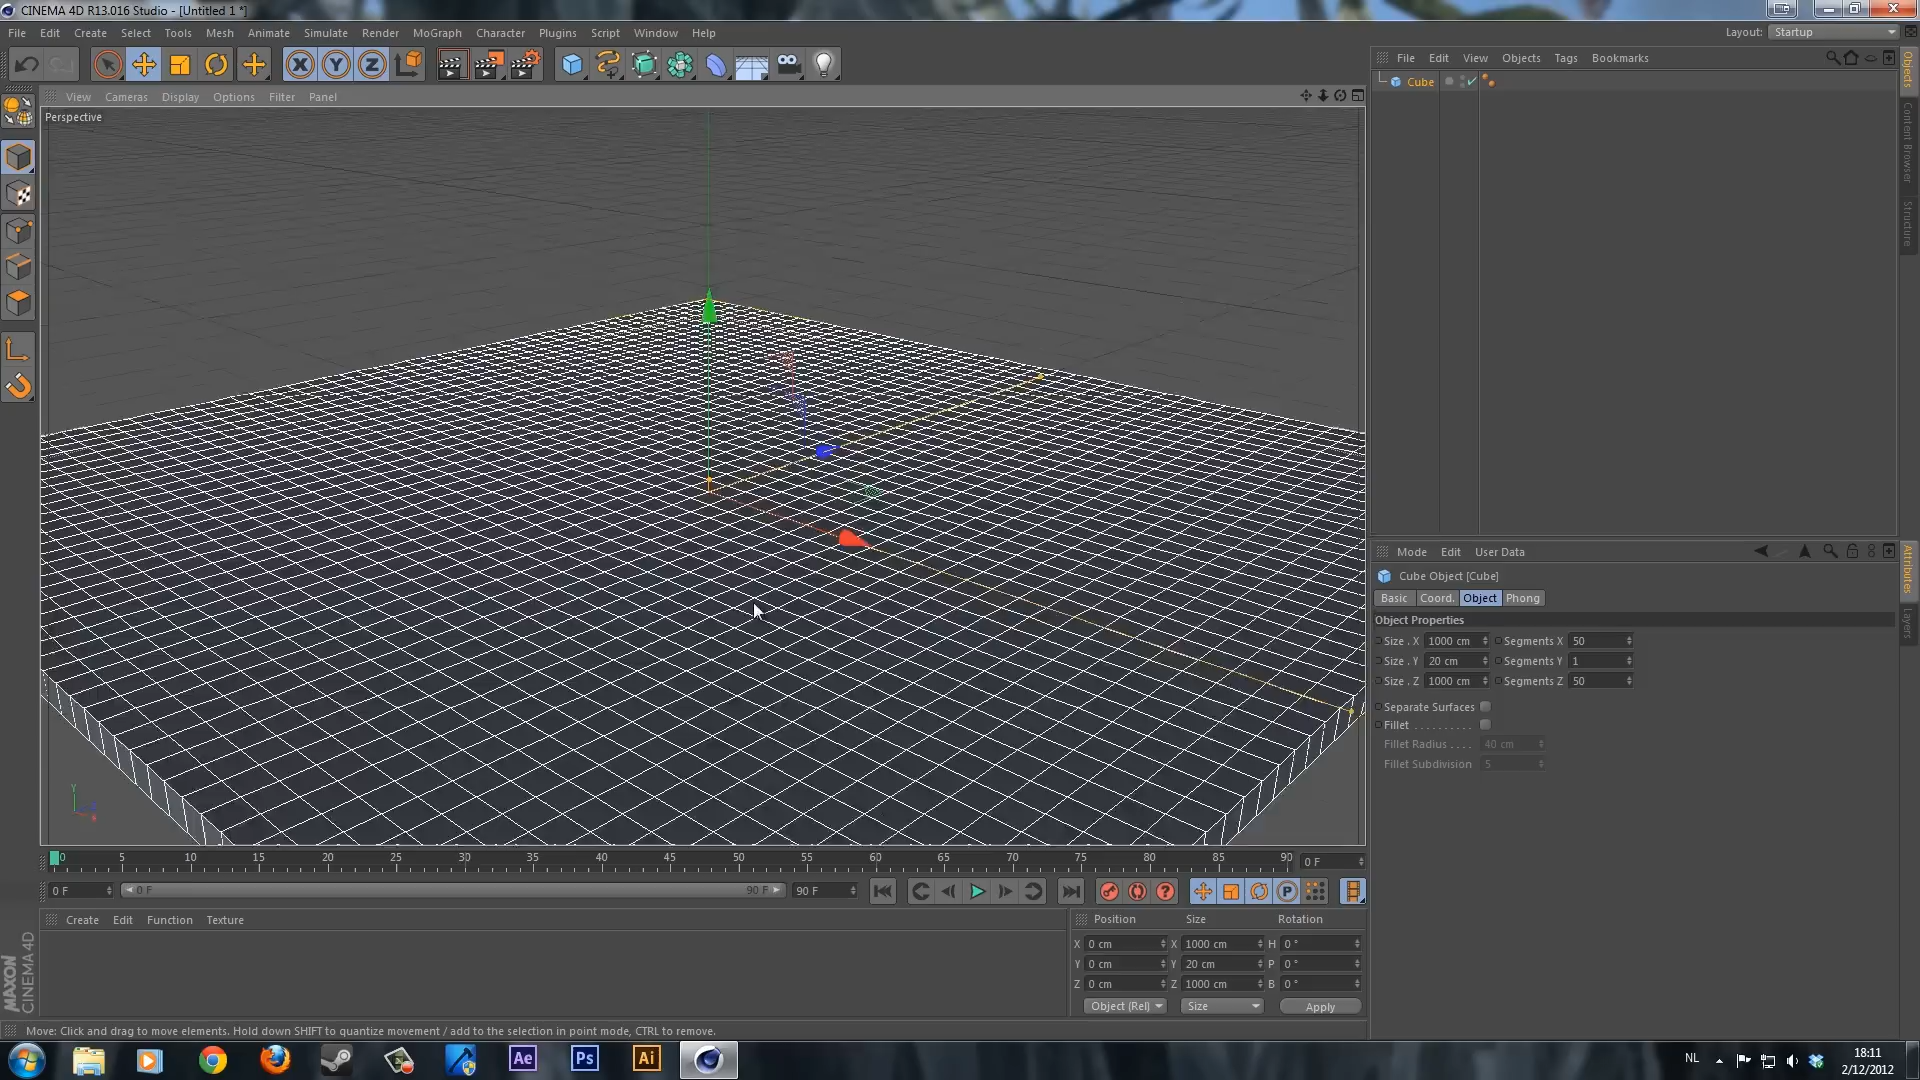 CINEMA 4D R13.016 Studio - [Untitled 1 *]
File Edit Create Select Tools Mesh Animate Simulate Render MoGraph Character Plugins Script Window Help
Layout: Startup
X Y Z
View Cameras Display Options Filter Panel
Perspective
File Edit View Objects Tags Bookmarks
Cube
Objects
Content Browser
Structure
Mode Edit User Data
Cube Object [Cube]
Basic Coord. Object Phong
Object Properties
Size . X 1000 cm Segments X 50
Size . Y 20 cm Segments Y 1
Size . Z 1000 cm Segments Z 50
Separate Surfaces
Fillet . . . . . . . . . .
Fillet Radius . . . . 40 cm
Fillet Subdivision 5
Attributes
Layers
Y
0 5 10 15 20 25 30 35 40 45 50 55 60 65 70 75 80 85 90 0 F
0 F 0 F 90 F 90 F
P
Create Edit Function Texture
Position Size Rotation
X 0 cm X 1000 cm H 0 °
Y 0 cm Y 20 cm P 0 °
Z 0 cm Z 1000 cm B 0 °
Object (Rel) Size Apply
MAXON
CINEMA 4D
Move: Click and drag to move elements. Hold down SHIFT to quantize movement / add to the selection in point mode, CTRL to remove.
Ae Ps Ai
NL
18:11
2/12/2012